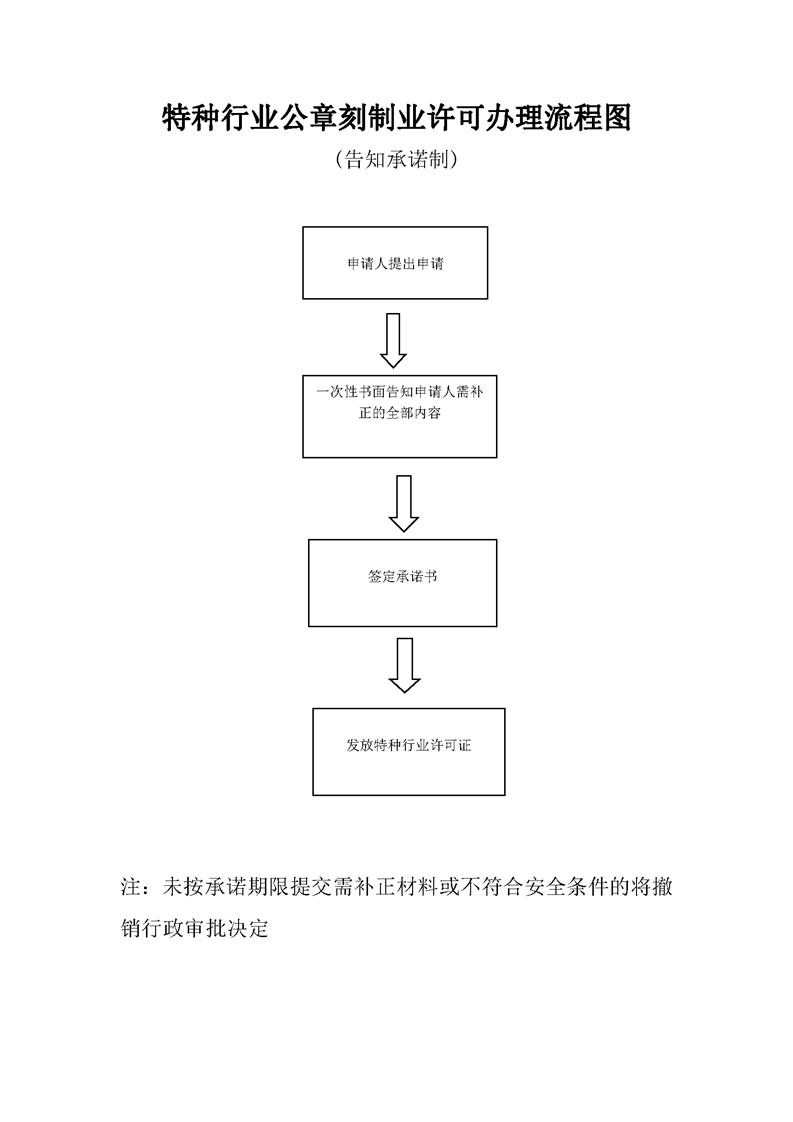 特种行业公章刻制业许可办理流程图
(告知承诺制)
申请人提出申请
一次性书面告知申请人需补
正的全部内容
签定承诺书
发放特种行业许可证
注：未按承诺期限提交需补正材料或不符合安全条件的将撤
销行政审批决定